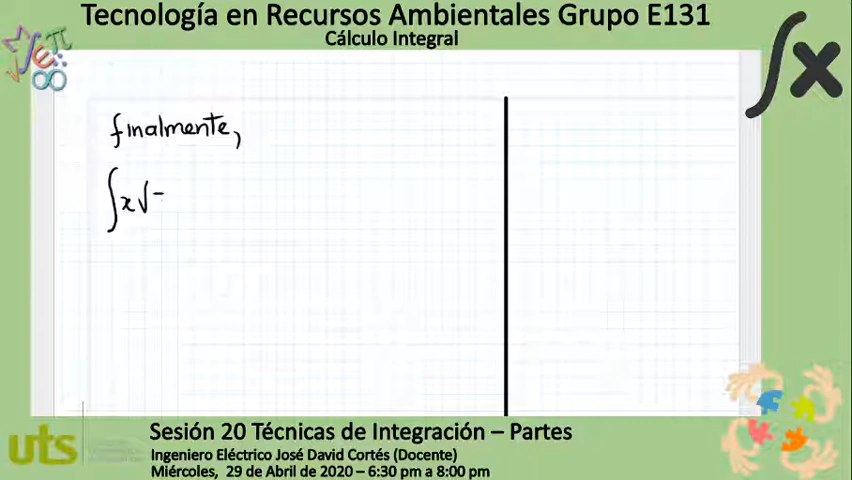 Tecnología en Recursos Ambientales Grupo E131
Cálculo Integral
∫x
finalmente,
∫x√
uts
Sesión 20 Técnicas de Integración – Partes
Ingeniero Eléctrico José David Cortés (Docente)
Miércoles, 29 de Abril de 2020 – 6:30 pm a 8:00 pm